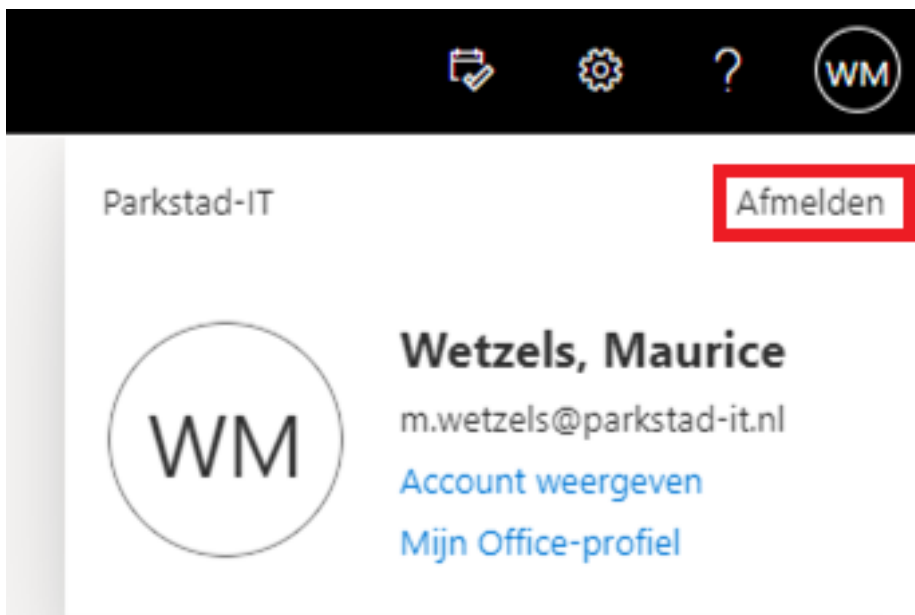 WM
Parkstad-IT
Afmelden
WM
Wetzels, Maurice
m.wetzels@parkstad-it.nl
Account weergeven
Mijn Office-profiel